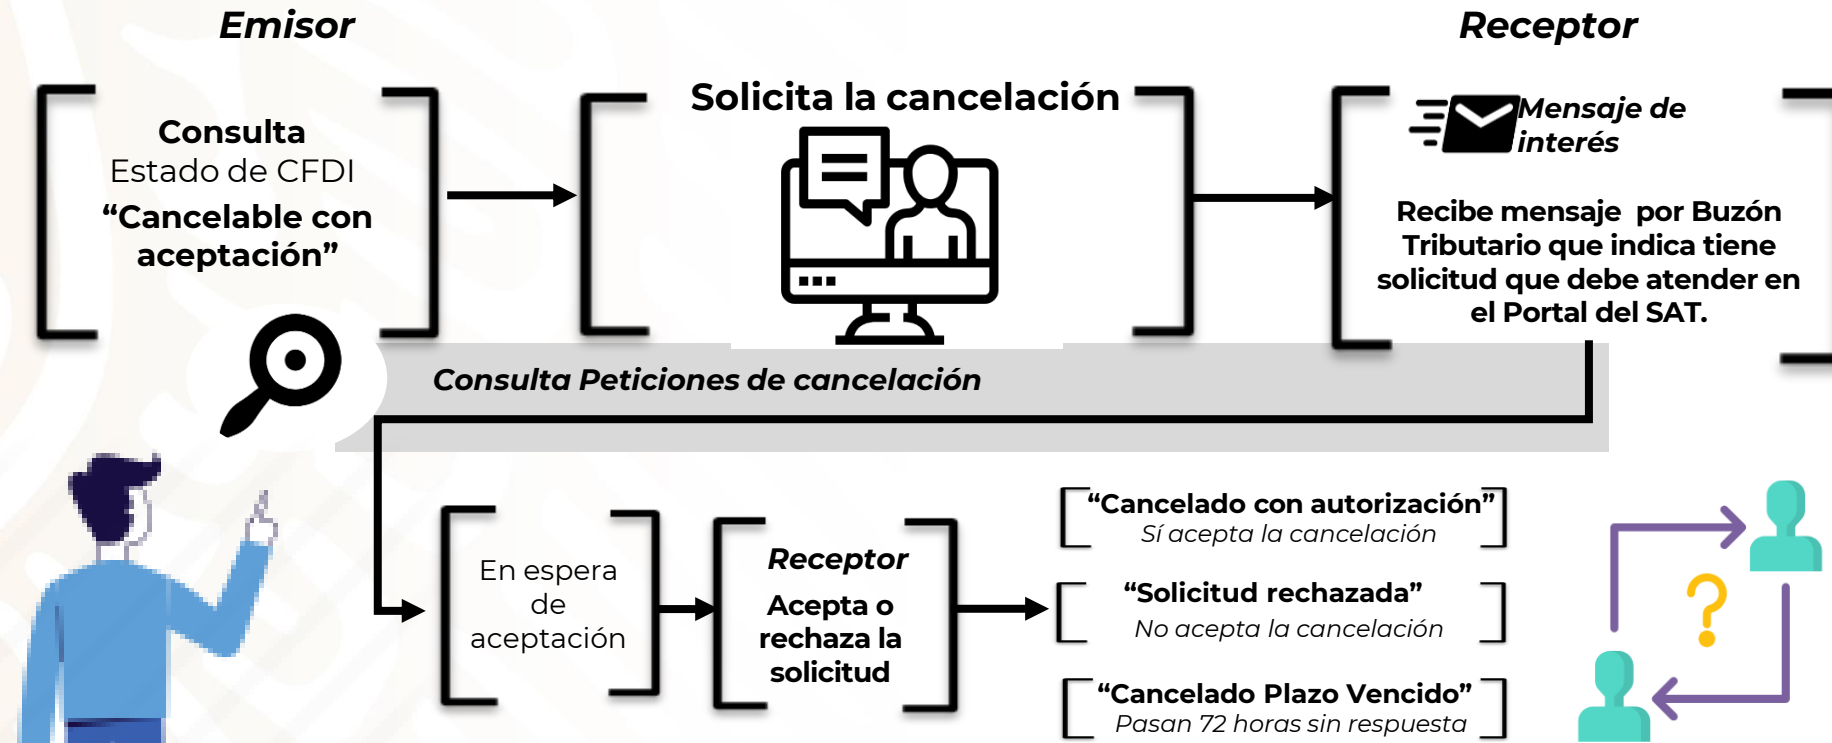 Emisor
Receptor
Consulta
Estado de CFDI
“Cancelable con
aceptación”
Solicita la cancelación
Mensaje de
interés
Recibe mensaje por Buzón
Tributario que indica tiene
solicitud que debe atender en
el Portal del SAT.
Consulta Peticiones de cancelación
En espera
de
aceptación
Receptor
Acepta o
rechaza la
solicitud
“Cancelado con autorización”
Sí acepta la cancelación
“Solicitud rechazada”
No acepta la cancelación
“Cancelado Plazo Vencido”
Pasan 72 horas sin respuesta
?